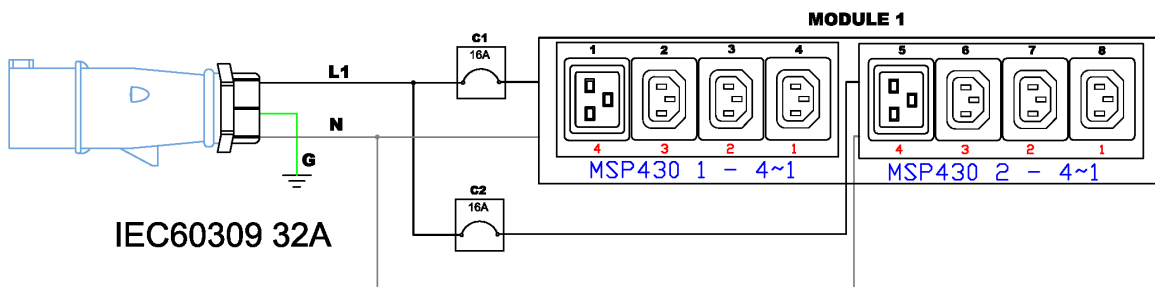 MODULE 1
C1
16A
L1
N
G
1 2 3 4
4 3 2 1
MSP430 1 - 4~1
5 6 7 8
4 3 2 1
MSP430 2 - 4~1
C2
16A
IEC60309 32A